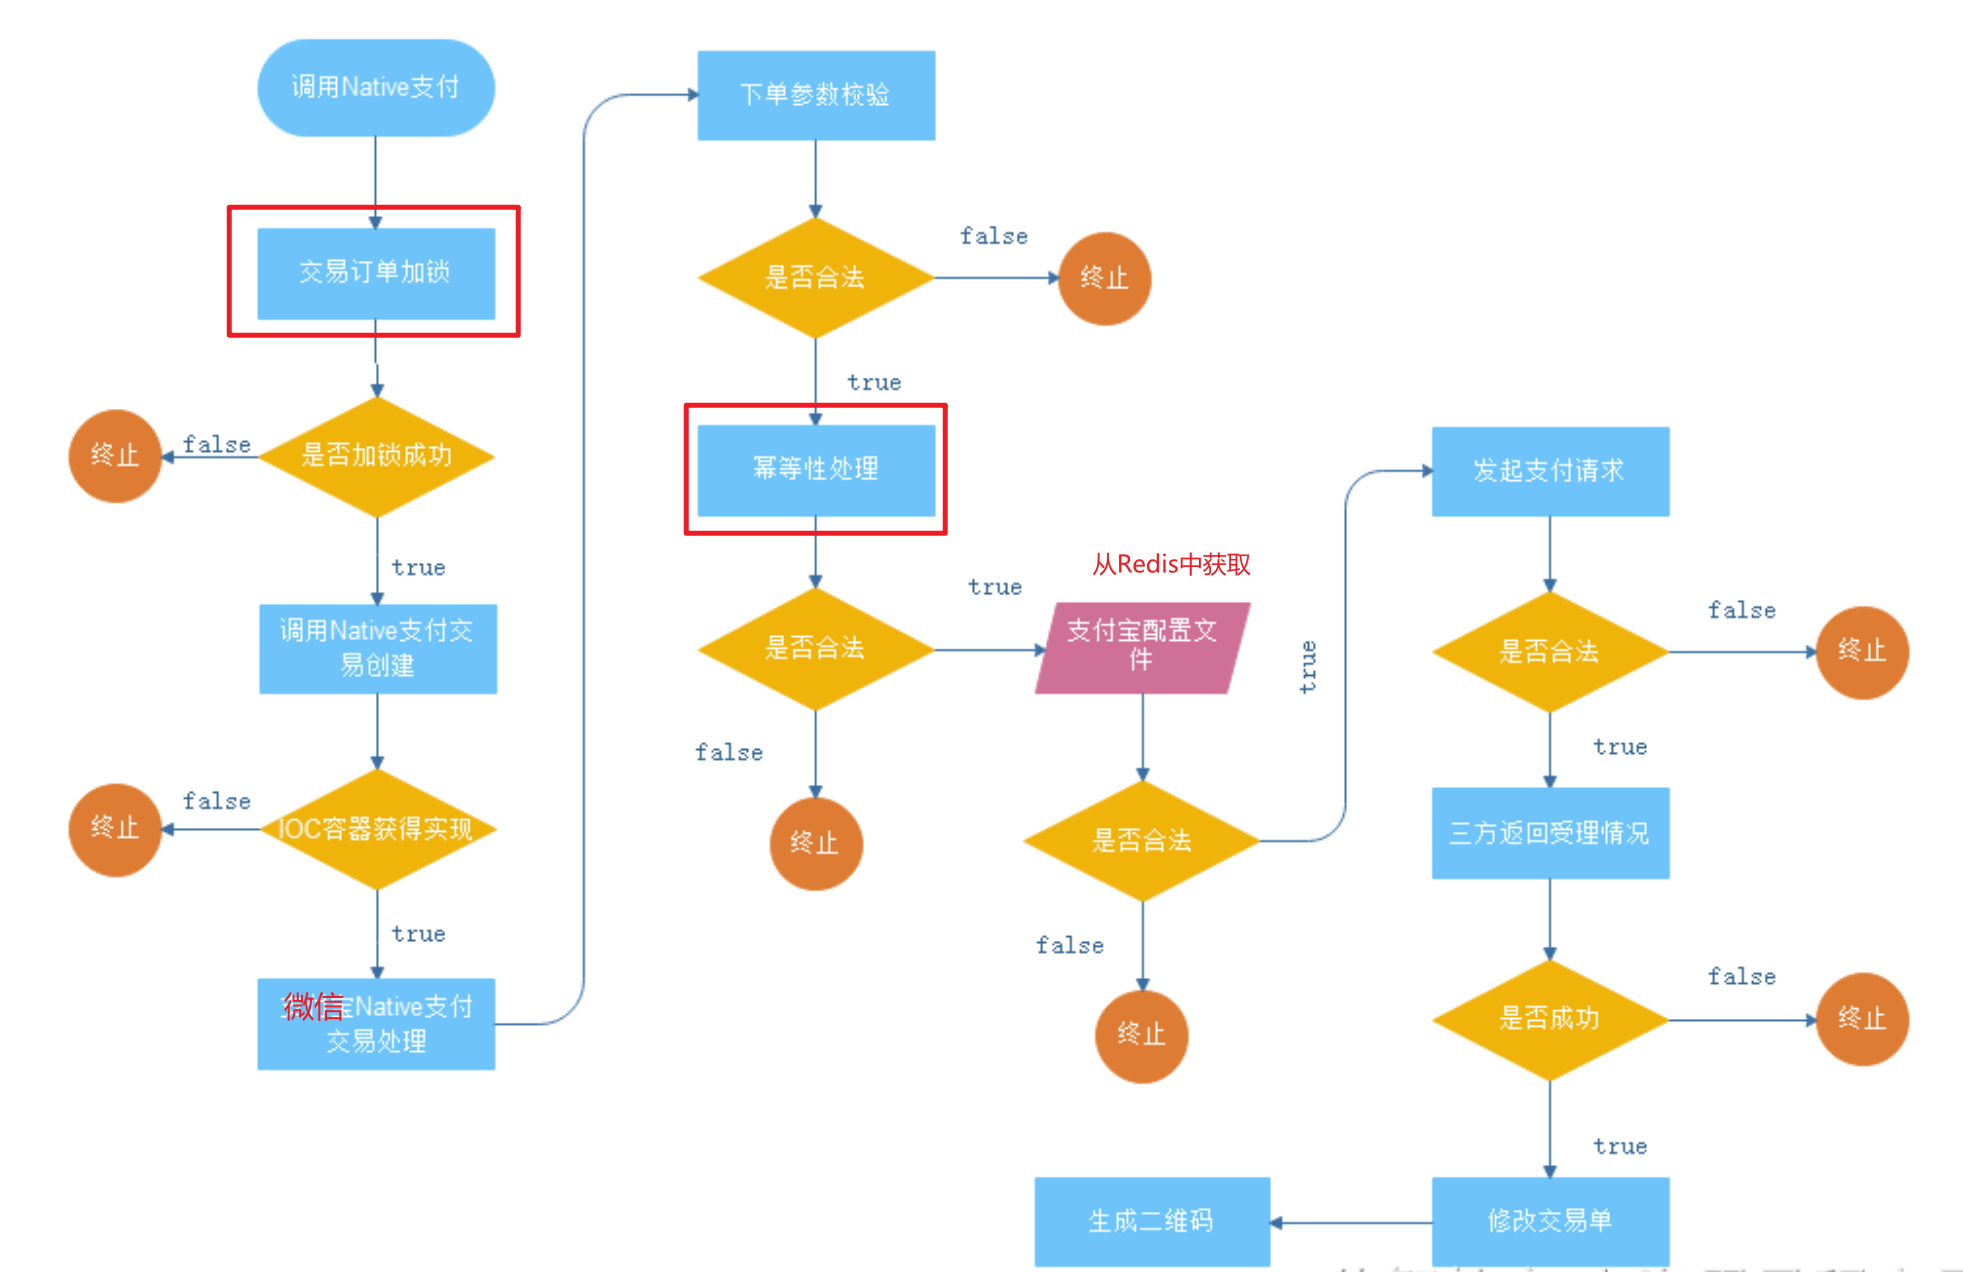 调用Native支付
交易订单加锁
是否加锁成功
false
终止
true
调用Native支付交
易创建
IOC容器获得实现
false
终止
true
微信
宝Native支付
交易处理
下单参数校验
是否合法
false
终止
true
幂等性处理
是否合法
true
false
终止
从Redis中获取
支付宝配置文
件
是否合法
true
false
终止
发起支付请求
是否合法
false
终止
true
三方返回受理情况
是否成功
false
终止
true
修改交易单
生成二维码